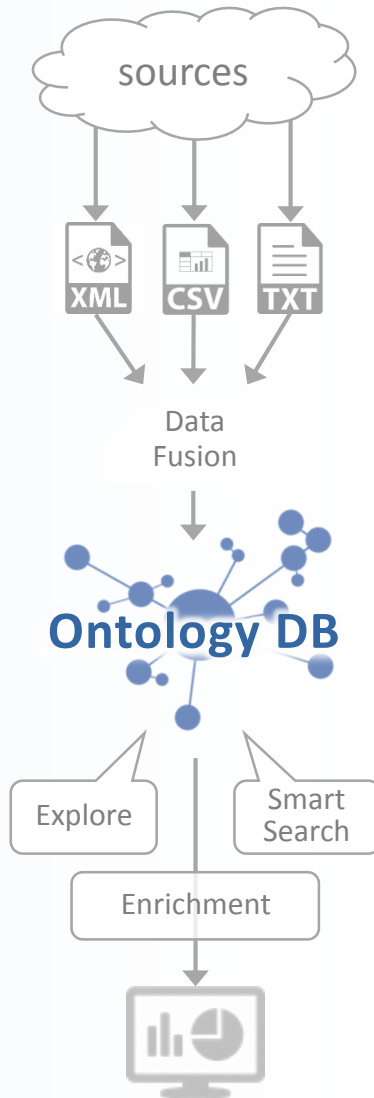 sources
XML
CSV
TXT
Data
Fusion
Ontology DB
Explore
Smart
Search
Enrichment